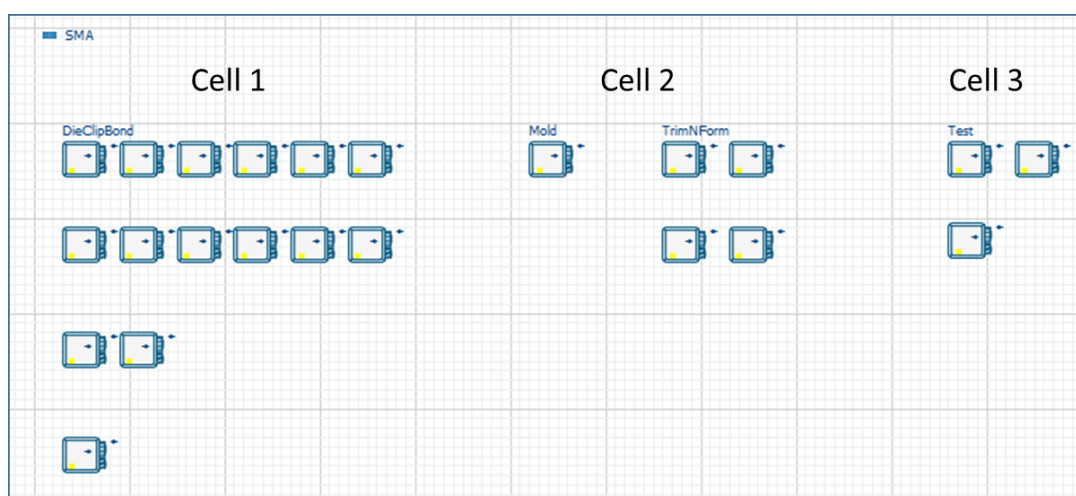 SMA
Cell 1
Cell 2
Cell 3
DieClipBond
Mold
TrimNForm
Test